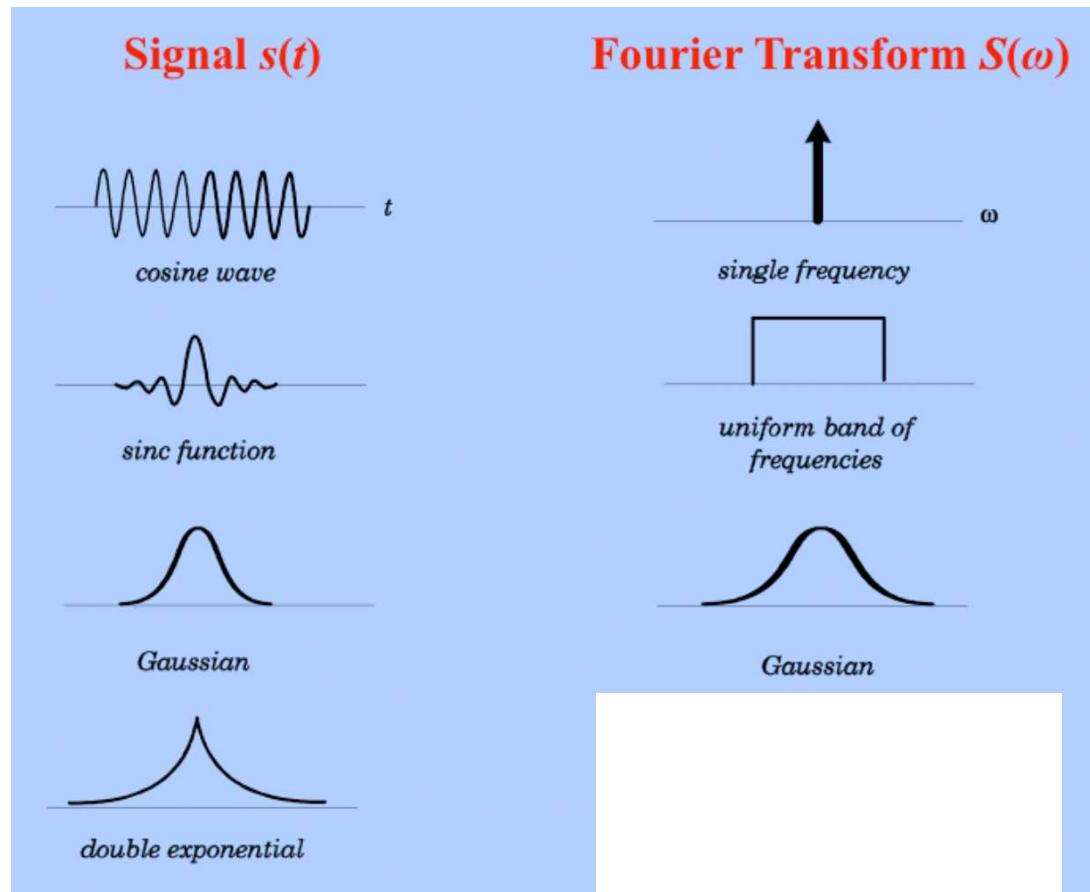 Signal s(t)
Fourier Transform S(ω)
t
ω
cosine wave
single frequency
sinc function
uniform band of
frequencies
Gaussian
Gaussian
double exponential